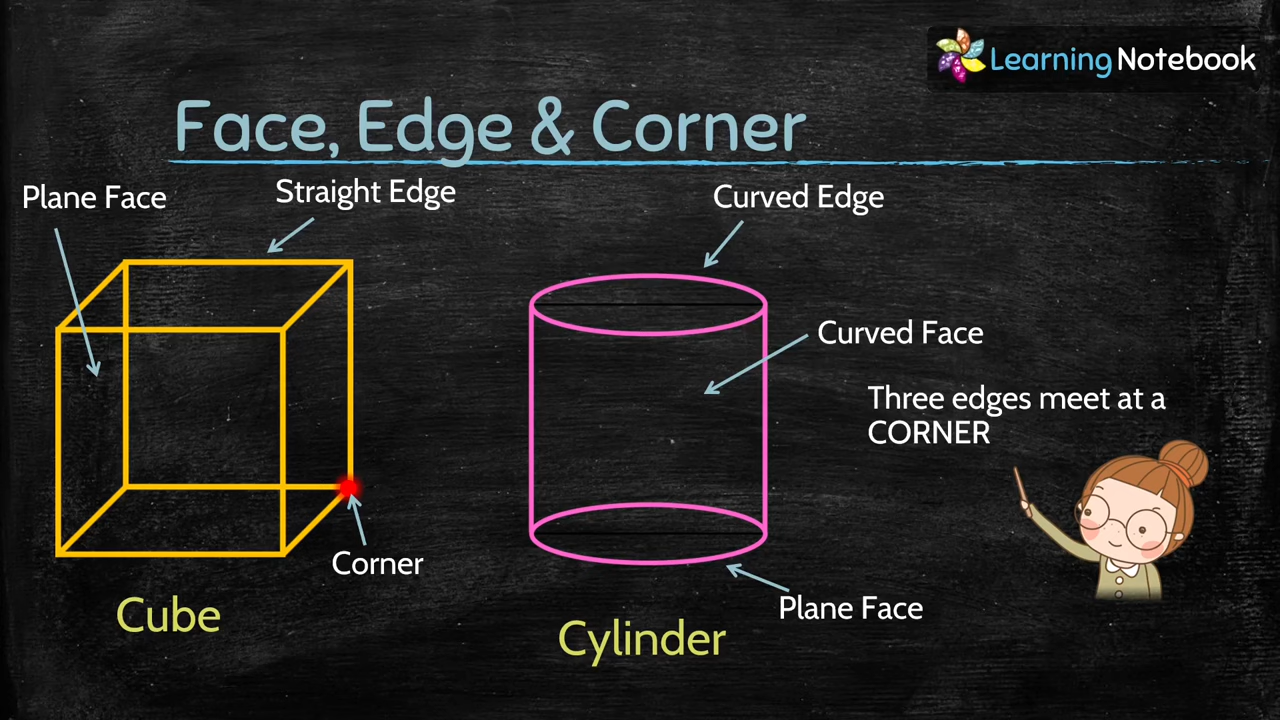 Learning Notebook
Face, Edge & Corner
Plane Face
Straight Edge
Curved Edge
Curved Face
Three edges meet at a
CORNER
Corner
Plane Face
Cube
Cylinder